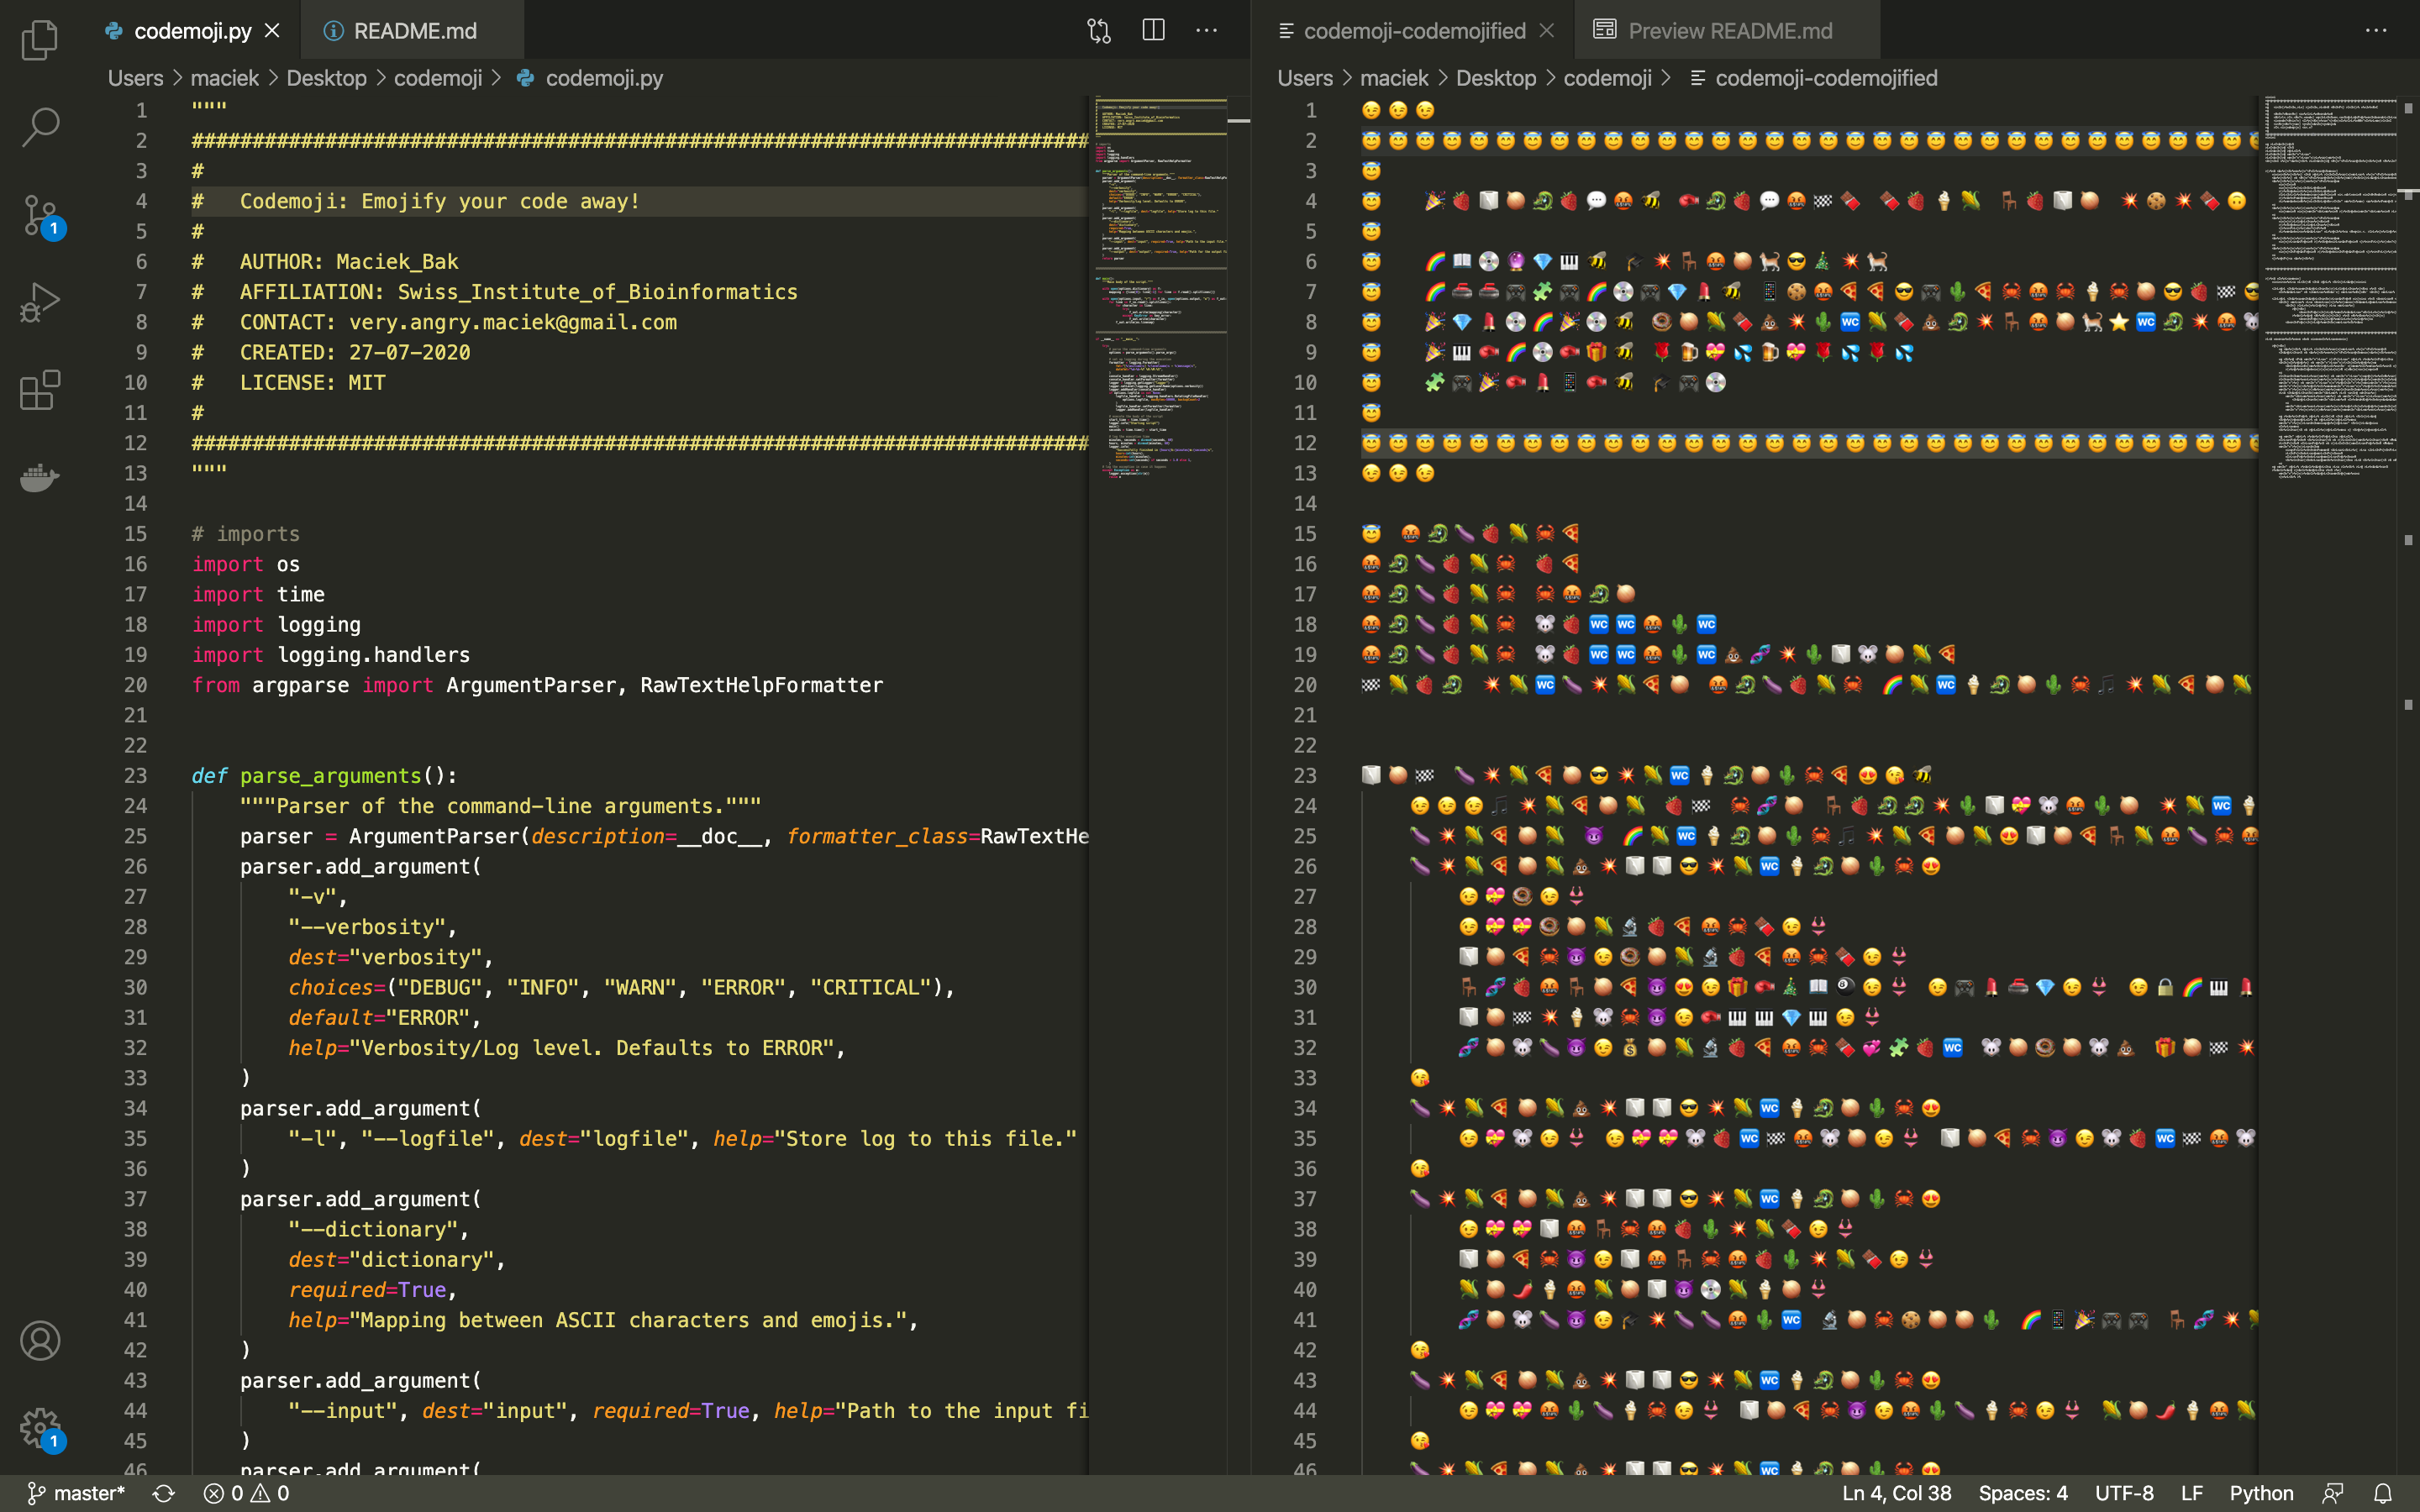 codemoji.py
README.md
Users > maciek > Desktop > codemoji > codemoji.py
1 """
2 ##########################################################################
3 #
4 #   Codemoji: Emojify your code away!
5 #
6 #   AUTHOR: Maciek_Bak
7 #   AFFILIATION: Swiss_Institute_of_Bioinformatics
8 #   CONTACT: very.angry.maciek@gmail.com
9 #   CREATED: 27-07-2020
10 #   LICENSE: MIT
11 #
12 ##########################################################################
13 """
14
15 # imports
16 import os
17 import time
18 import logging
19 import logging.handlers
20 from argparse import ArgumentParser, RawTextHelpFormatter
21
22
23 def parse_arguments():
24     """Parser of the command-line arguments."""
25     parser = ArgumentParser(description=__doc__, formatter_class=RawTextHe
26     parser.add_argument(
27         "-v",
28         "--verbosity",
29         dest="verbosity",
30         choices=("DEBUG", "INFO", "WARN", "ERROR", "CRITICAL"),
31         default="ERROR",
32         help="Verbosity/Log level. Defaults to ERROR",
33     )
34     parser.add_argument(
35         "-l", "--logfile", dest="logfile", help="Store log to this file."
36     )
37     parser.add_argument(
38         "--dictionary",
39         dest="dictionary",
40         required=True,
41         help="Mapping between ASCII characters and emojis.",
42     )
43     parser.add_argument(
44         "--input", dest="input", required=True, help="Path to the input fi
45     )
46     parser.add_argument(
codemoji-codemojified
Preview README.md
Users > maciek > Desktop > codemoji > codemoji-codemojified
1
2
3
4
5
6
7
8
9
10
11
12
13
14
15
16
17
18
19
20
21
22
23
24
25
26
27
28
29
30
31
32
33
34
35
36
37
38
39
40
41
42
43
44
45
46
1
1
master*
0
0
Ln 4, Col 38
Spaces: 4
UTF-8
LF
Python